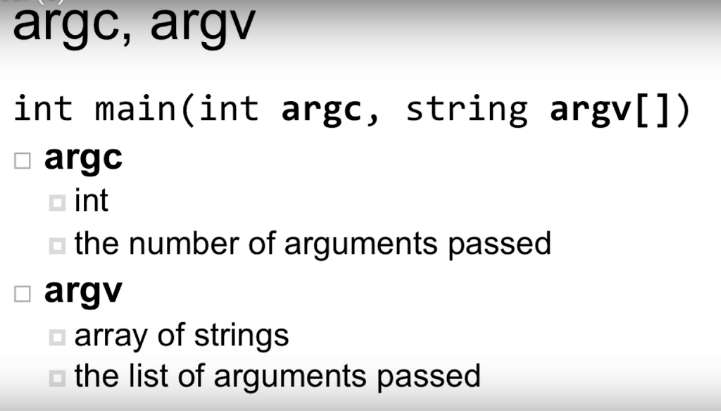 argc, argv
int main(int argc, string argv[])
argc
int
the number of arguments passed
argv
array of strings
the list of arguments passed